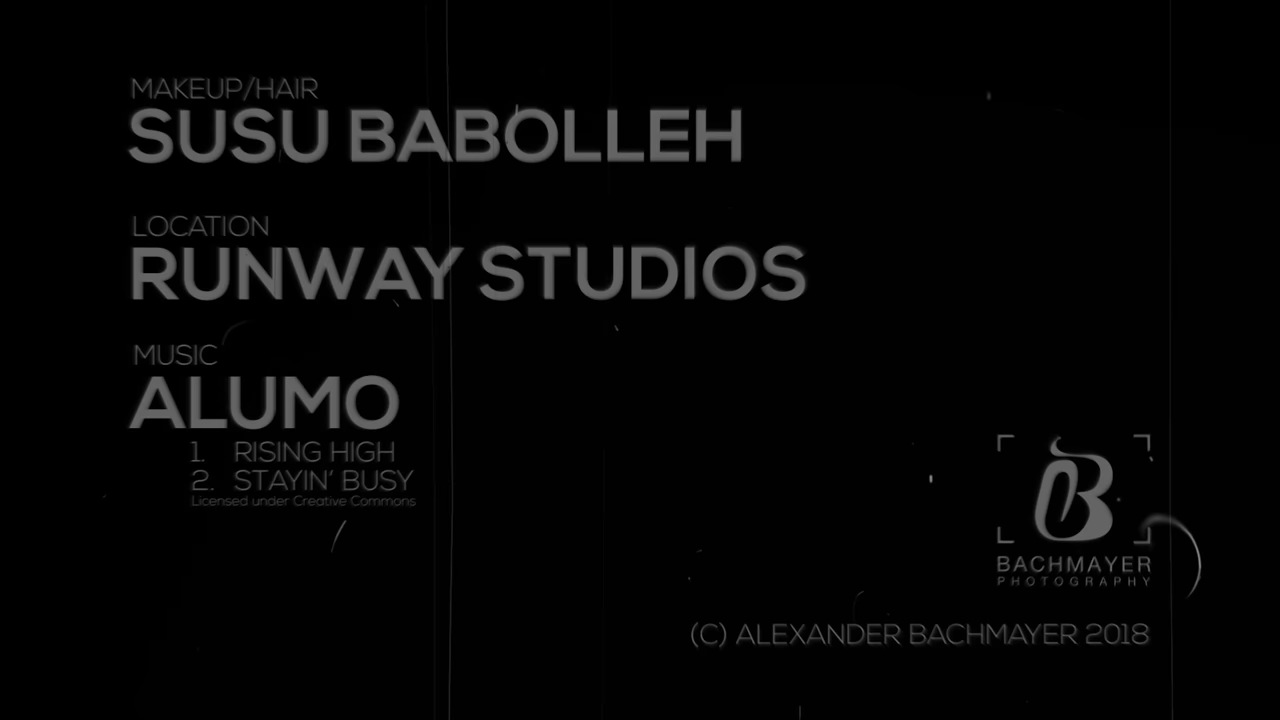 MAKEUP/HAIR
SUSU BABOLLEH
LOCATION
RUNWAY STUDIOS
MUSIC
ALUMO
1. RISING HIGH
2. STAYIN' BUSY
Licensed under Creative Commons
B
BACHMAYER
PHOTOGRAPHY
(C) ALEXANDER BACHMAYER 2018